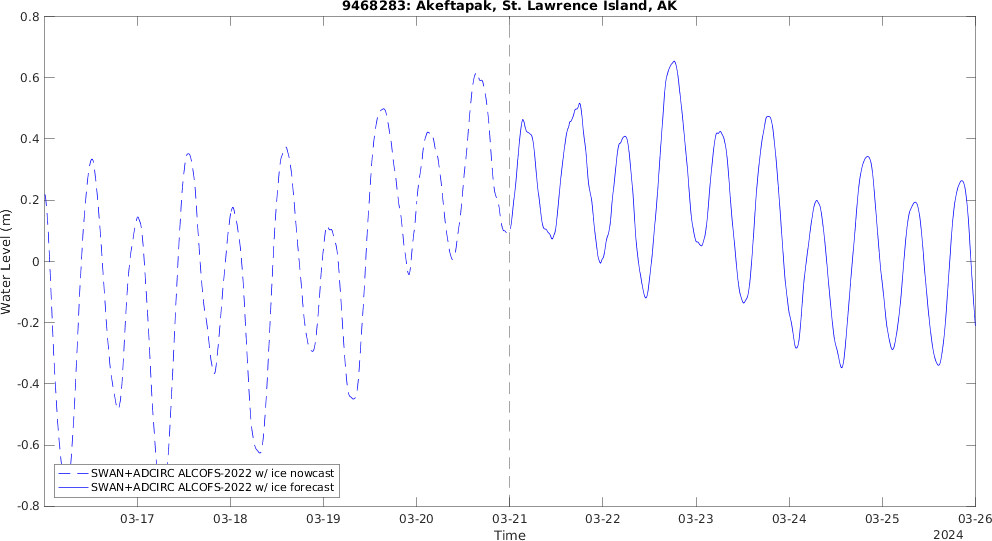 9468283: Akeftapak, St. Lawrence Island, AK
0.8
0.6
0.4
0.2
0
-0.2
-0.4
-0.6
-0.8
Water Level (m)
SWAN+ADCIRC ALCOFS-2022 w/ ice nowcast
SWAN+ADCIRC ALCOFS-2022 w/ ice forecast
03-17 03-18 03-19 03-20 03-21 03-22 03-23 03-24 03-25 03-26
Time
2024